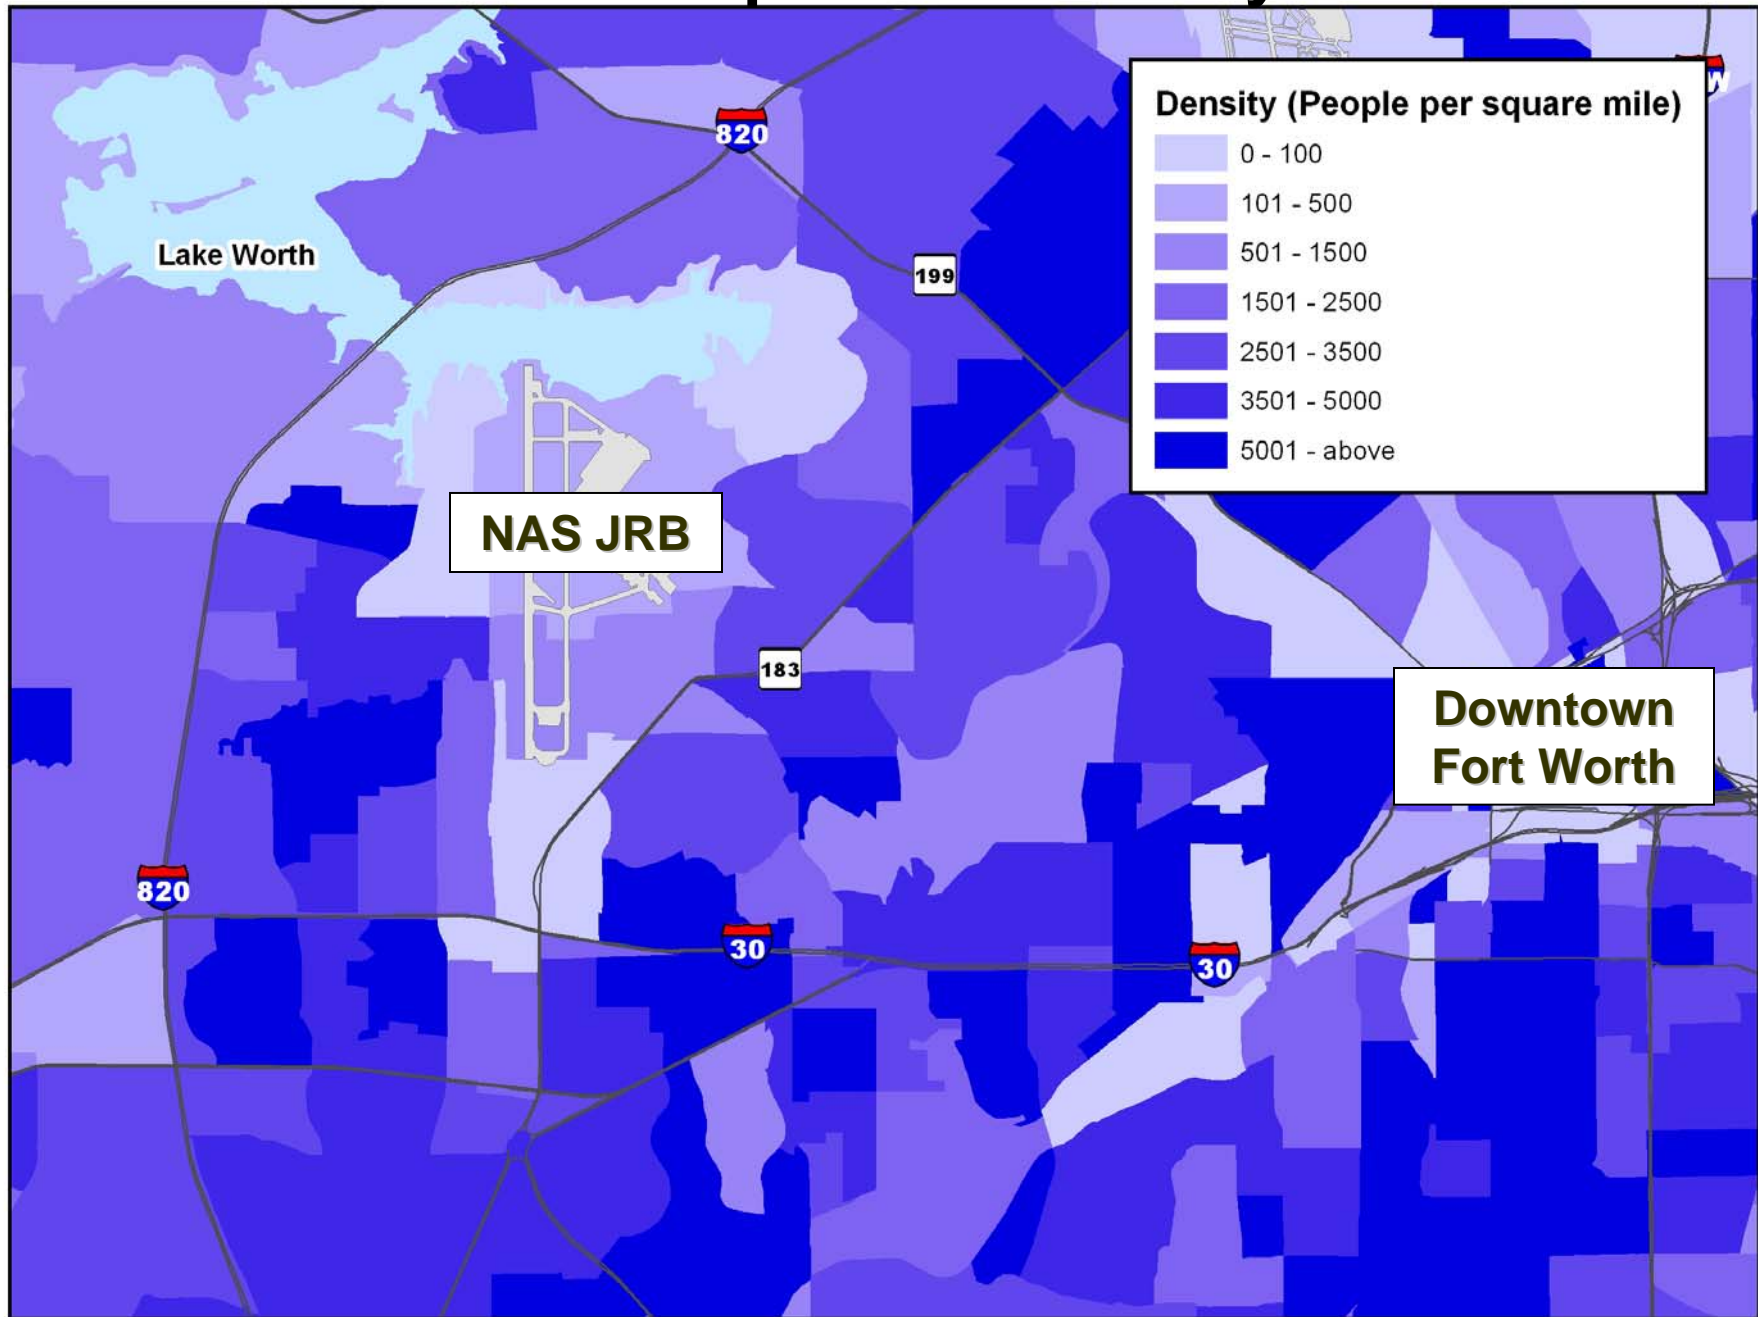 Density (People per square mile)
0 - 100
101 - 500
501 - 1500
1501 - 2500
2501 - 3500
3501 - 5000
5001 - above
820
Lake Worth
199
NAS JRB
183
Downtown
Fort Worth
820
30
30